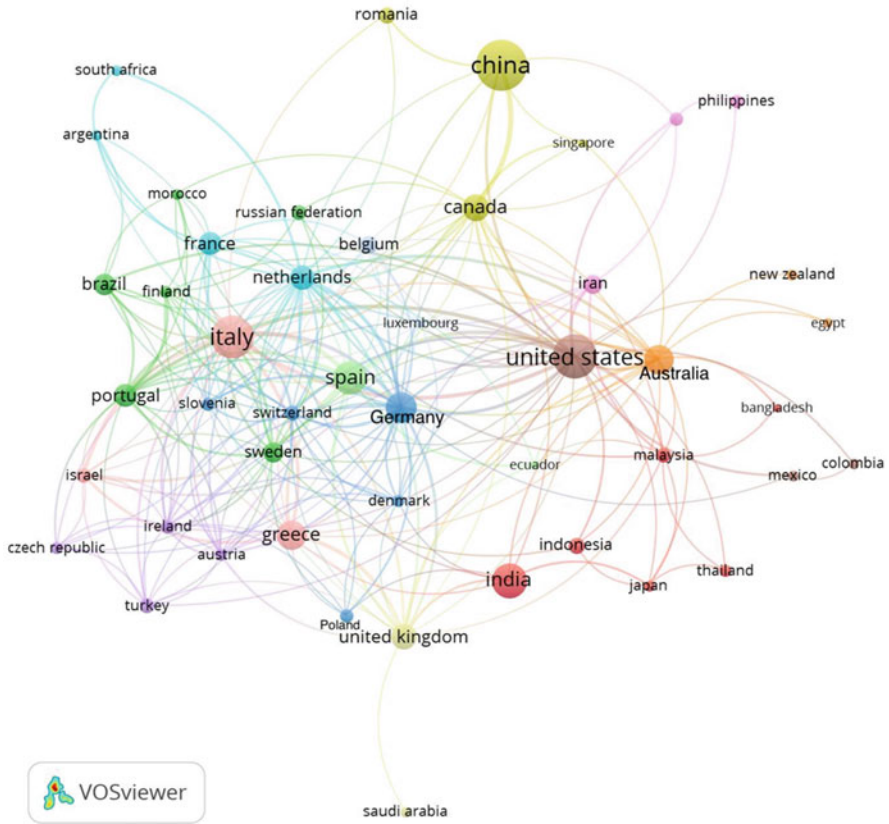 romania
china
south africa
philippines
argentina
singapore
morocco
canada
russian federation
france
belgium
netherlands
new zealand
brazil
finland
iran
luxembourg
egypt
italy
united states
spain
Australia
portugal
slovenia
switzerland
Germany
bangladesh
sweden
malaysia
ecuador
colombia
israel
mexico
denmark
ireland
greece
indonesia
czech republic
austria
india
thailand
japan
turkey
Poland
united kingdom
VOSviewer
saudi arabia